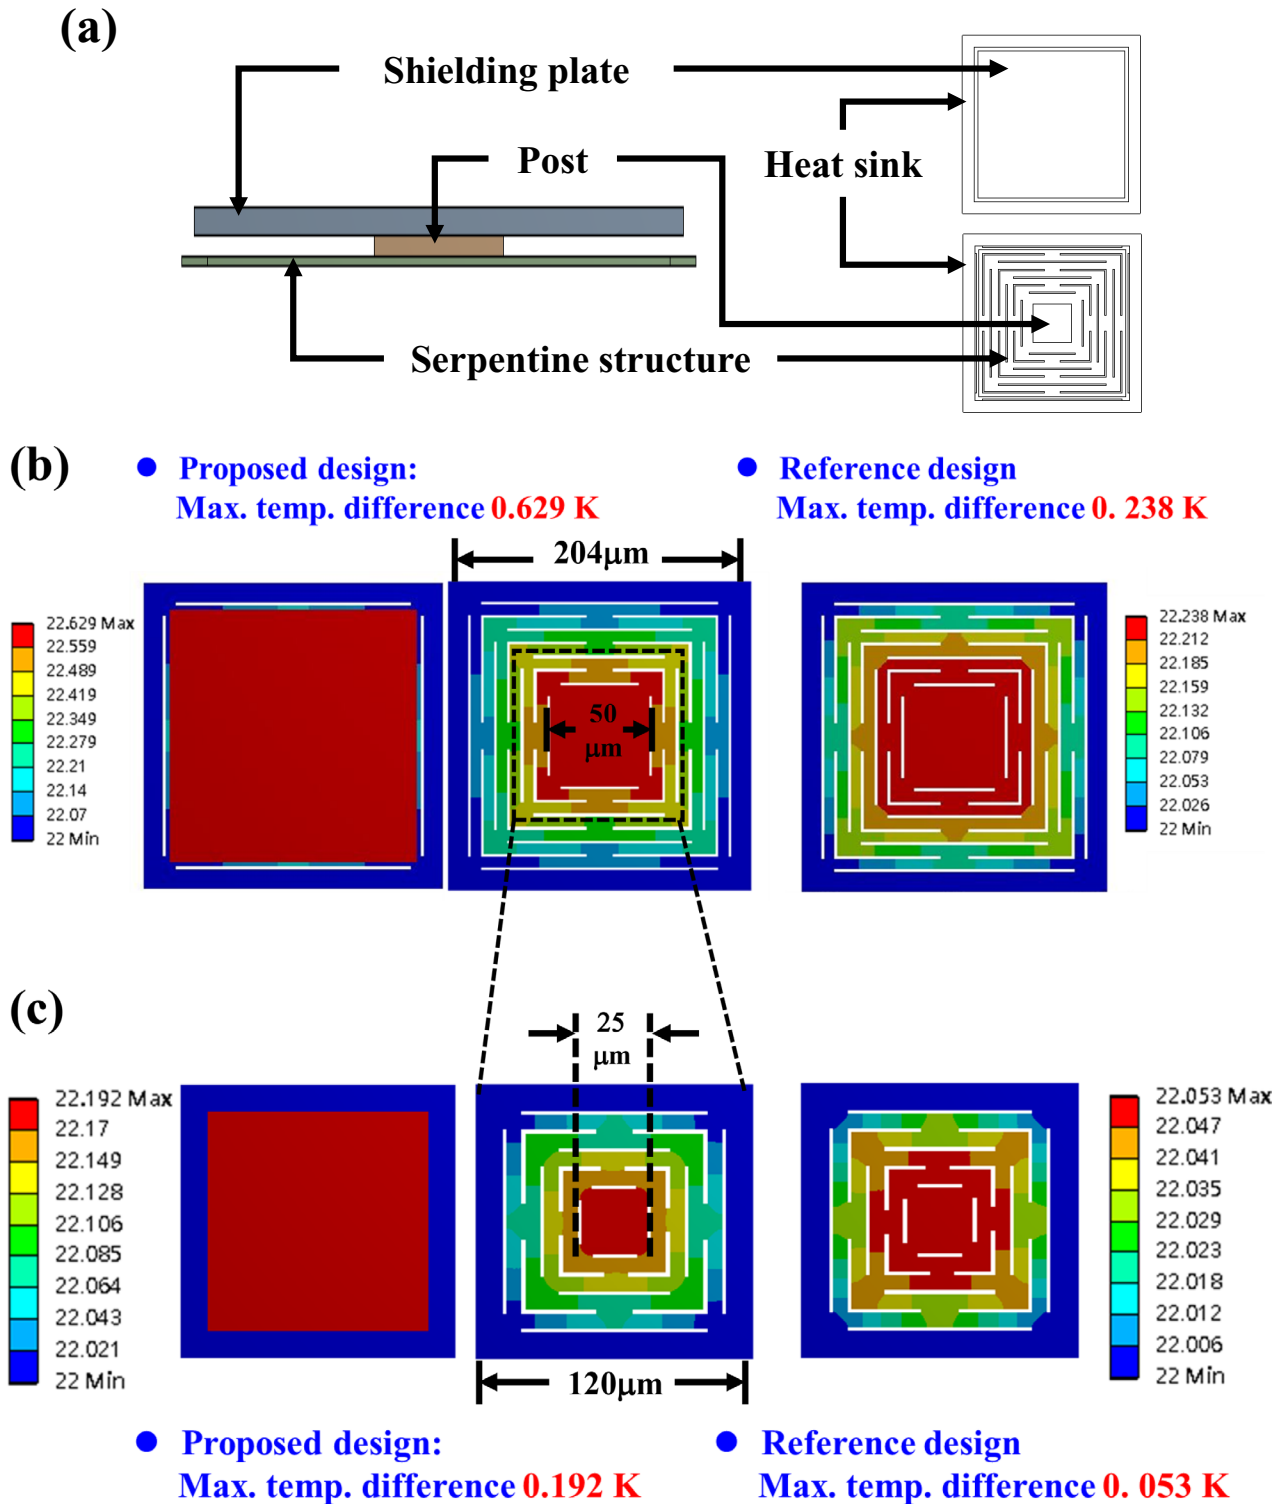 (a)
Shielding plate
Post
Heat sink
Serpentine structure
(b)
● Proposed design:
Max. temp. difference 0.629 K
● Reference design
Max. temp. difference 0. 238 K
204μm
22.629 Max
22.559
22.489
22.419
22.349
22.279
22.21
22.14
22.07
22 Min
50
μm
22.238 Max
22.212
22.185
22.159
22.132
22.106
22.079
22.053
22.026
22 Min
(c)
25
μm
22.192 Max
22.17
22.149
22.128
22.106
22.085
22.064
22.043
22.021
22 Min
22.053 Max
22.047
22.041
22.035
22.029
22.023
22.018
22.012
22.006
22 Min
120μm
● Proposed design:
Max. temp. difference 0.192 K
● Reference design
Max. temp. difference 0. 053 K